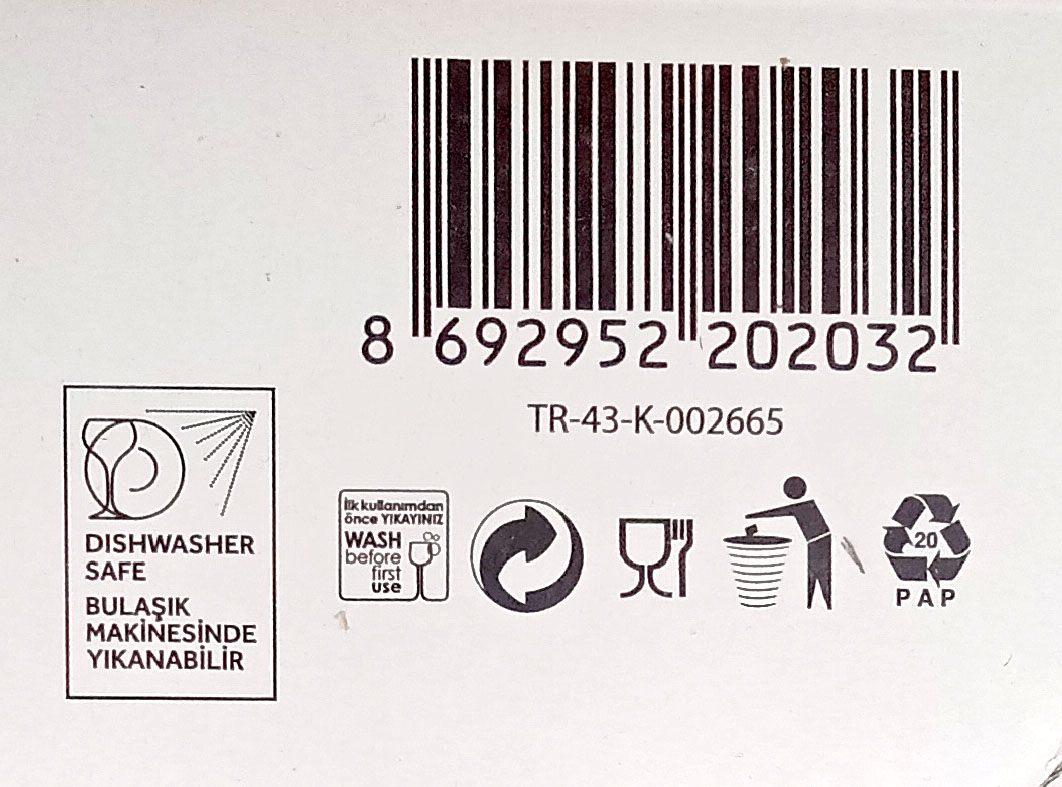 8 692952 202032
TR-43-K-002665
DISHWASHER
SAFE
BULAŞIK
MAKİNESİNDE
YIKANABİLİR
İlk kullanımdan
önce YIKAYINIZ
WASH
before
first
use
20
PAP